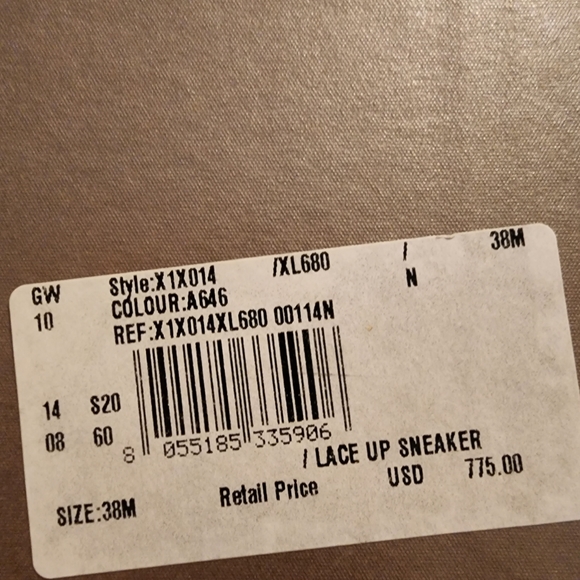 GW Style:X1X014 /XL680 / 38M
10 COLOUR:A646 N
REF:X1X014XL680 00114N
14 S20
08 60
8 055185 335906
/ LACE UP SNEAKER
SIZE:38M Retail Price USD 775.00